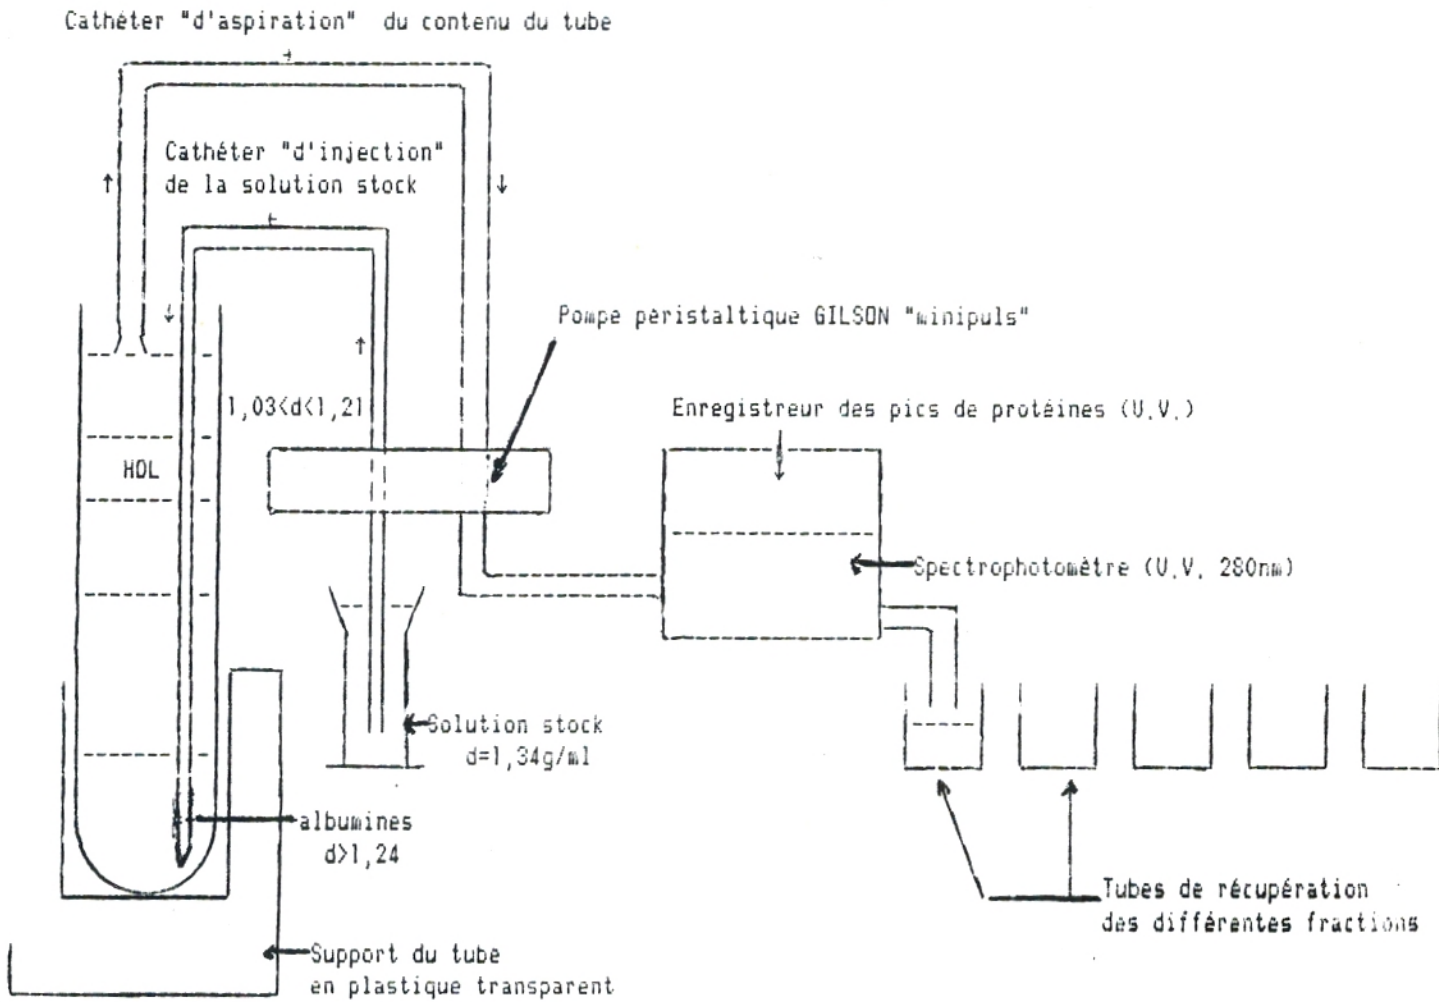 Cathéter "d'aspiration" du contenu du tube
Cathéter "d'injection"
de la solution stock
Pompe péristaltique GILSON "minipuls"
1,03<d<1,21
Enregistreur des pics de protéines (U.V.)
HDL
Spectrophotomètre (U.V. 280nm)
Solution stock
d=1,34g/ml
albumines
d>1,24
Tubes de récupération
des différentes fractions
Support du tube
en plastique transparent